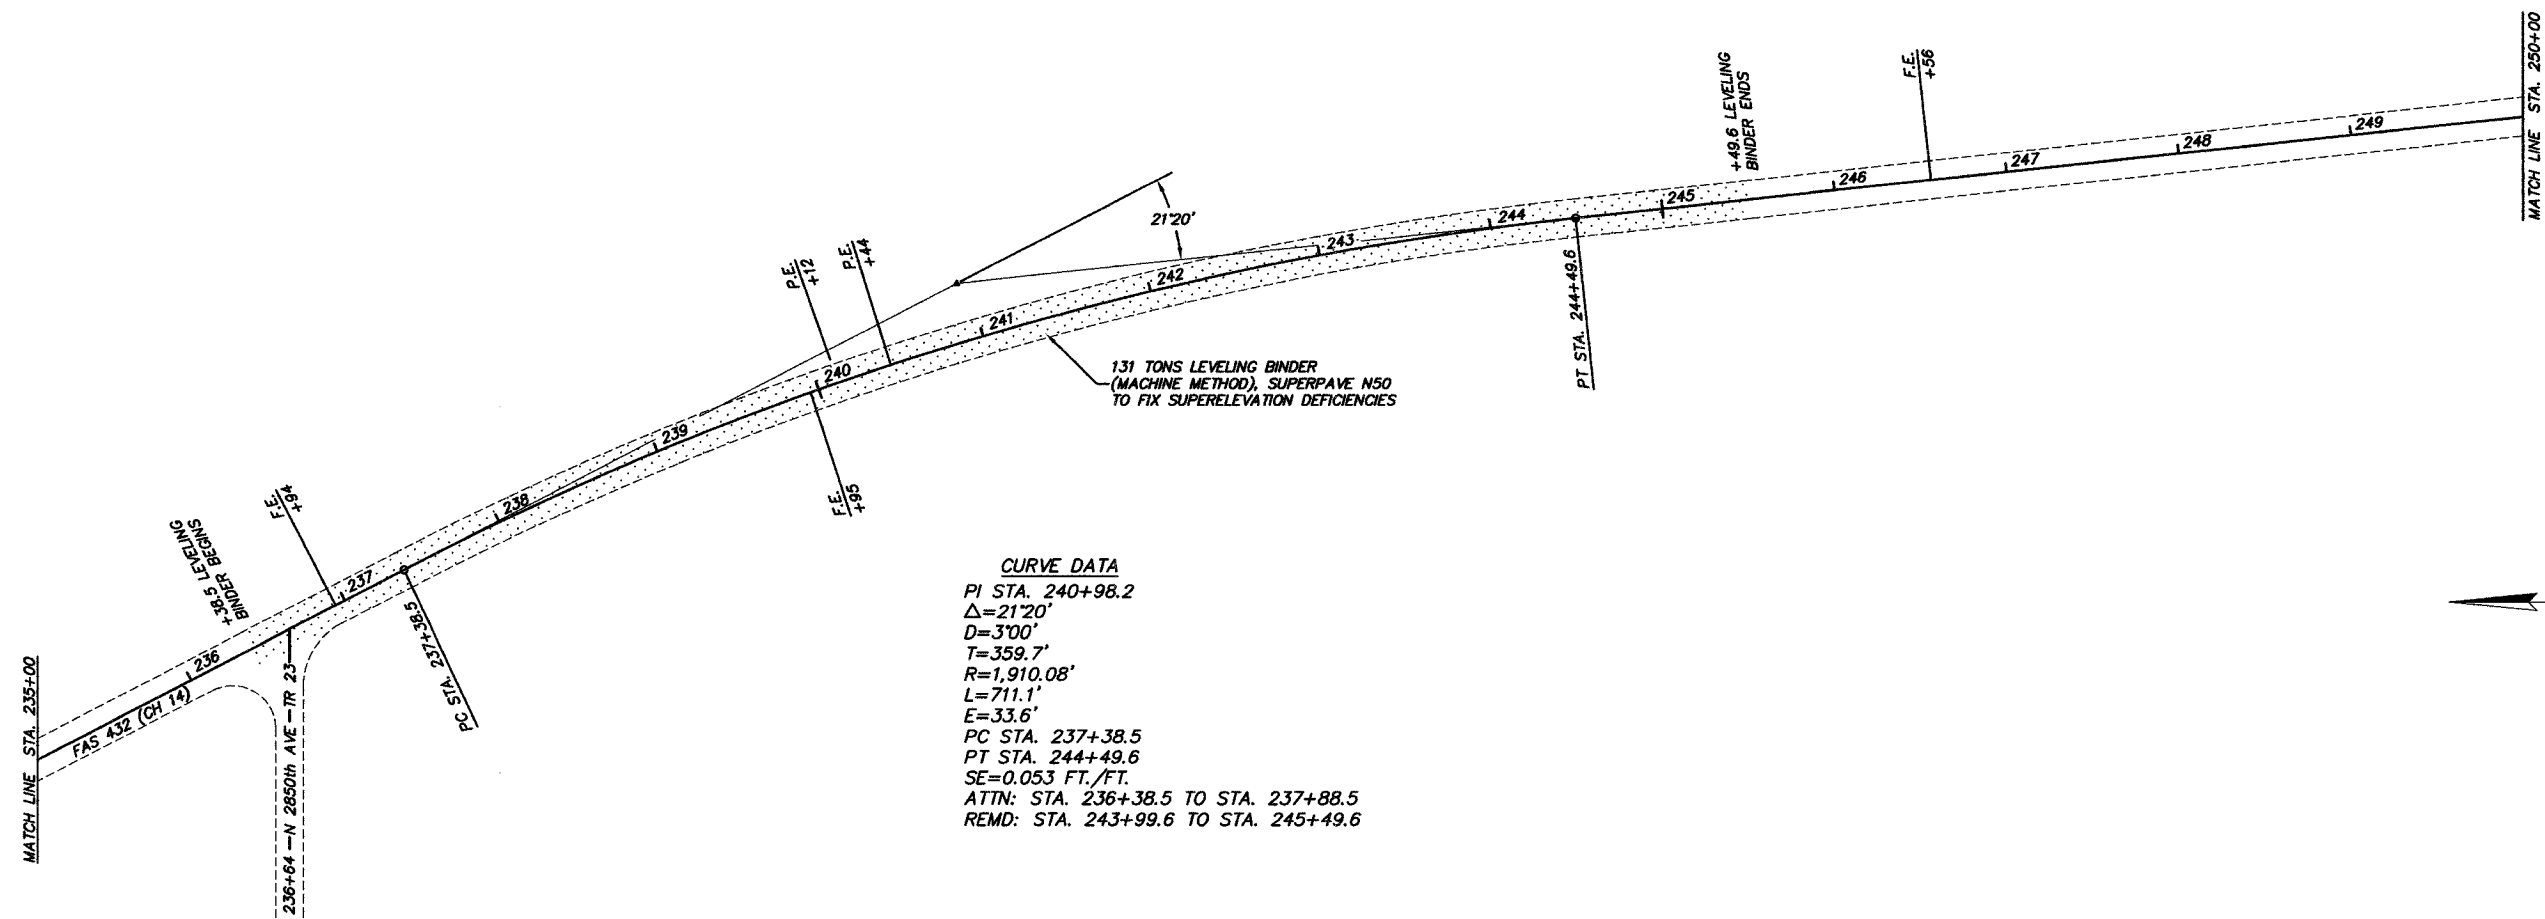 MATCH LINE STA. 235+00
FAS 432 (CH 14)
236
236+64 — N 2850th AVE — TR 23
+38.5 LEVELING
BINDER BEGINS
F.E.
+94
237
PC STA. 237+38.5
238
239
P.E.
+12
240
F.E.
+95
P.E.
+44
241
21°20'
242
131 TONS LEVELING BINDER
(MACHINE METHOD), SUPERPAVE N50
TO FIX SUPERELEVATION DEFICIENCIES
243
244
PT STA. 244+49.6
245
+49.6 LEVELING
BINDER ENDS
246
F.E.
+56
247
248
249
MATCH LINE STA. 250+00
CURVE DATA
PI STA. 240+98.2
Δ=21°20'
D=3°00'
T=359.7'
R=1,910.08'
L=711.1'
E=33.6'
PC STA. 237+38.5
PT STA. 244+49.6
SE=0.053 FT./FT.
ATTN: STA. 236+38.5 TO STA. 237+88.5
REMD: STA. 243+99.6 TO STA. 245+49.6